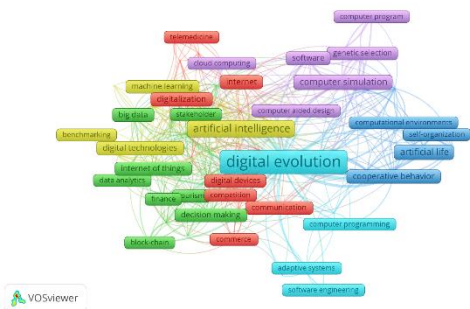 computer program
telemedicine
software
genetic selection
cloud computing
machine learning
internet
computer simulation
digitalization
big data
stakeholder
computer aided design
computational environments
artificial intelligence
benchmarking
self-organization
digital technologies
artificial life
digital evolution
internet of things
cooperative behavior
data analytics
digital devices
tourism
competition
finance
communication
decision making
computer programming
block chain
commerce
adaptive systems
software engineering
VOSviewer